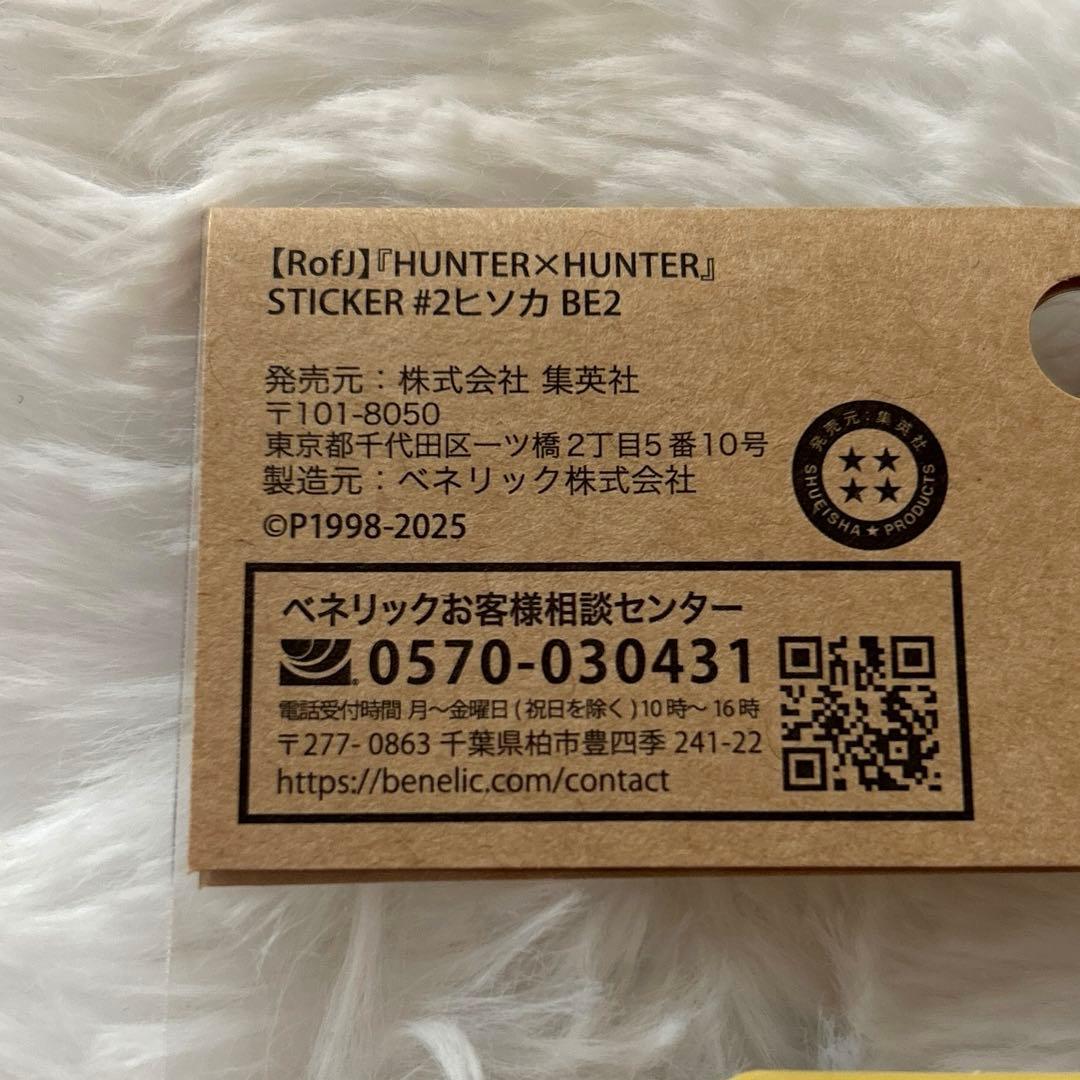 【RofJ】『HUNTER×HUNTER』
STICKER #2ヒソカ BE2
発売元：株式会社 集英社
〒101-8050
東京都千代田区一ツ橋2丁目5番10号
製造元：ベネリック株式会社
©P1998-2025
発売元：集英社
SHUEISHA★PRODUCTS
ベネリックお客様相談センター
0570-030431
電話受付時間 月～金曜日(祝日を除く)10時～16時
〒277-0863 千葉県柏市豊四季 241-22
https://benelic.com/contact